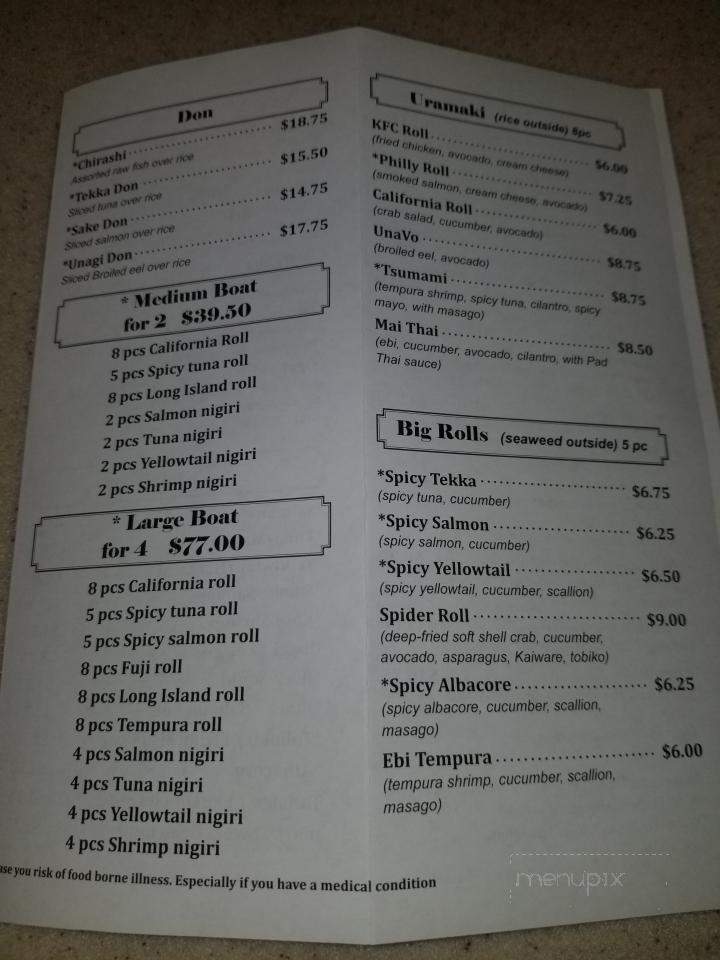 Don
*Chirashi $18.75
Assorted raw fish over rice
*Tekka Don $15.50
Sliced tuna over rice
*Sake Don $14.75
Sliced salmon over rice
*Unagi Don $17.75
Sliced Broiled eel over rice
* Medium Boat
for 2 $39.50
8 pcs California Roll
5 pcs Spicy tuna roll
8 pcs Long Island roll
2 pcs Salmon nigiri
2 pcs Tuna nigiri
2 pcs Yellowtail nigiri
2 pcs Shrimp nigiri
* Large Boat
for 4 $77.00
8 pcs California roll
5 pcs Spicy tuna roll
5 pcs Spicy salmon roll
8 pcs Fuji roll
8 pcs Long Island roll
8 pcs Tempura roll
4 pcs Salmon nigiri
4 pcs Tuna nigiri
4 pcs Yellowtail nigiri
4 pcs Shrimp nigiri
ase you risk of food borne illness. Especially if you have a medical condition
Uramaki (rice outside) 8pc
KFC Roll $6.00
(fried chicken, avocado, cream cheese)
*Philly Roll $7.25
(smoked salmon, cream cheese, avocado)
California Roll $6.00
(crab salad, cucumber, avocado)
UnaVo $8.75
(broiled eel, avocado)
*Tsumami $8.75
(tempura shrimp, spicy tuna, cilantro, spicy
mayo, with masago)
Mai Thai $8.50
(ebi, cucumber, avocado, cilantro, with Pad
Thai sauce)
Big Rolls (seaweed outside) 5 pc
*Spicy Tekka $6.75
(spicy tuna, cucumber)
*Spicy Salmon $6.25
(spicy salmon, cucumber)
*Spicy Yellowtail $6.50
(spicy yellowtail, cucumber, scallion)
Spider Roll $9.00
(deep-fried soft shell crab, cucumber,
avocado, asparagus, Kaiware, tobiko)
*Spicy Albacore $6.25
(spicy albacore, cucumber, scallion,
masago)
Ebi Tempura $6.00
(tempura shrimp, cucumber, scallion,
masago)
menupix